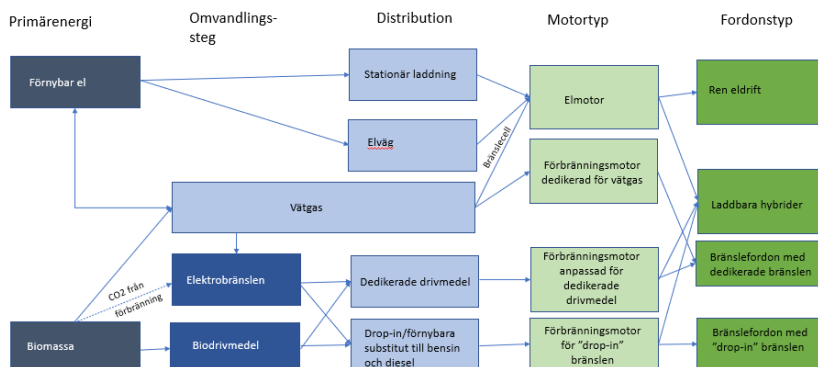 Primärenergi
Omvandlings-
steg
Distribution
Motortyp
Fordonstyp
Förnybar el
Stationär laddning
Elmotor
Ren eldrift
Elväg
Bränslecell
Förbränningsmotor
dedikerad för vätgas
Vätgas
Laddbara hybrider
Elektrobränslen
Dedikerade drivmedel
Förbränningsmotor
anpassad för
dedikerade
drivmedel
Bränslefordon med
dedikerade bränslen
CO2 från
förbränning
Biomassa
Biodrivmedel
Drop-in/förnybara
substitut till bensin
och diesel
Förbränningsmotor
för ”drop-in”
bränslen
Bränslefordon med
”drop-in” bränslen